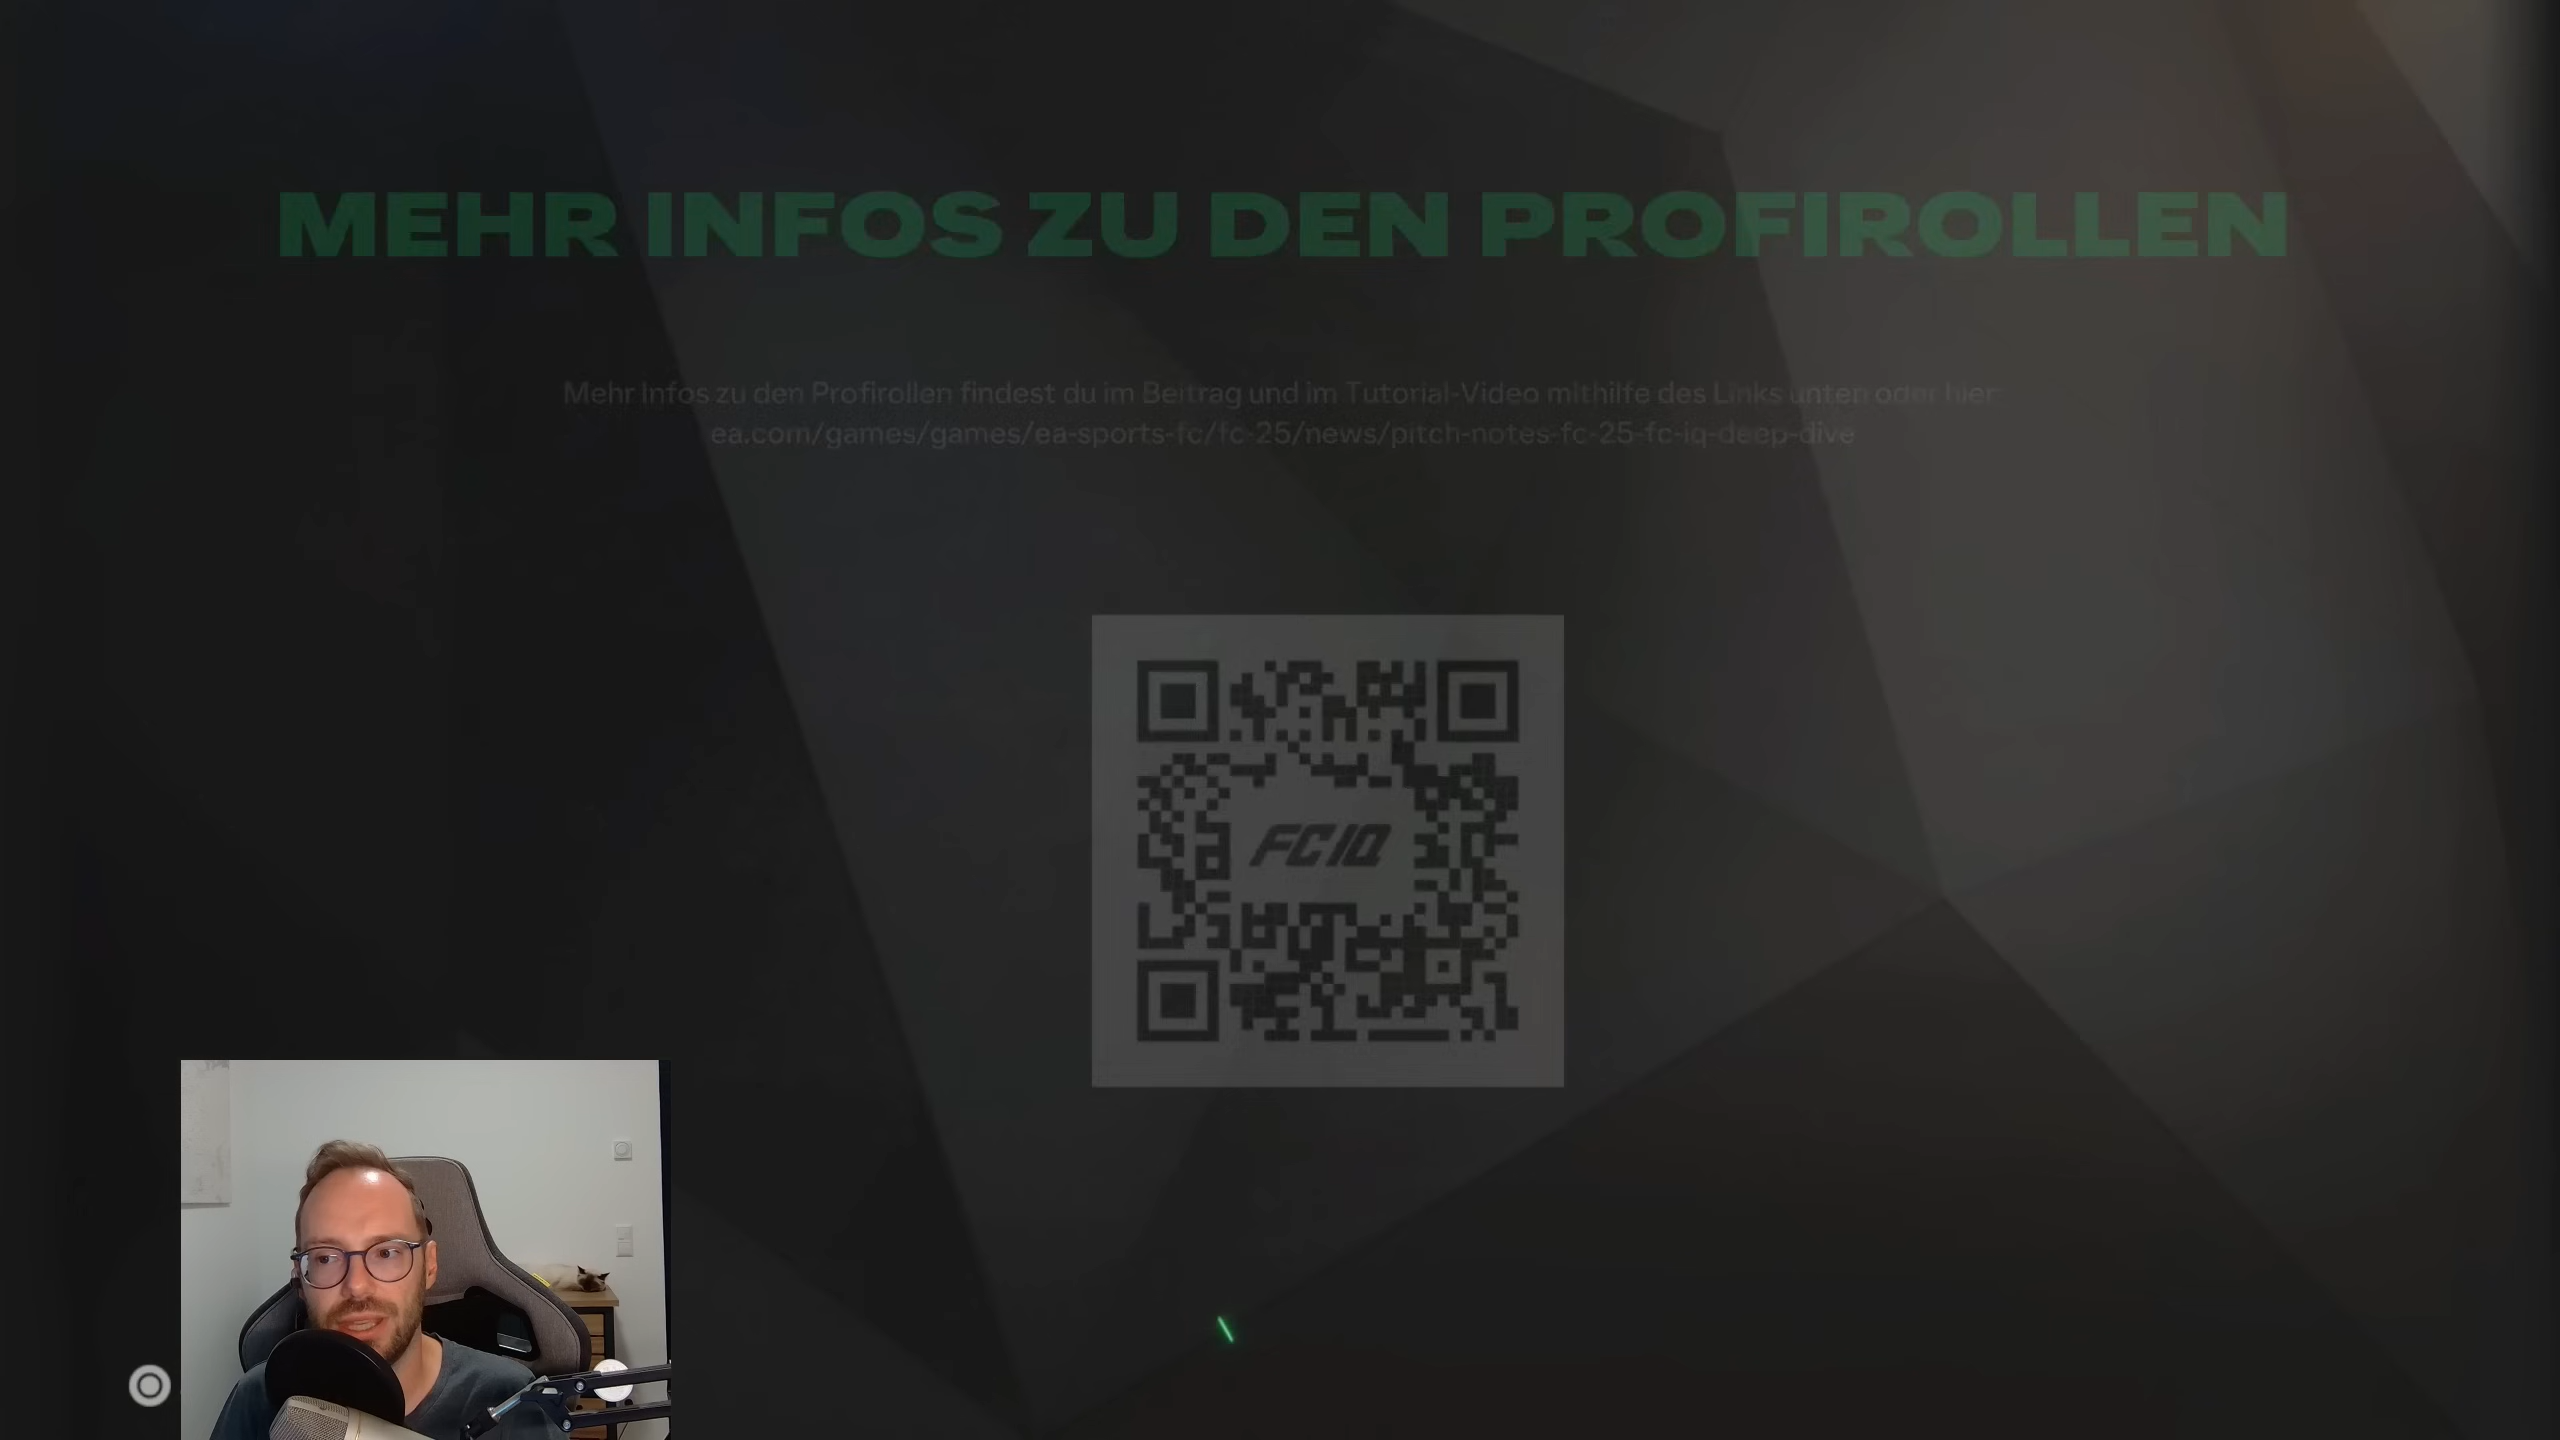 MEHR INFOS ZU DEN PROFIROLLEN
Mehr Infos zu den Profirollen findest du im Beitrag und im Tutorial-Video mithilfe des Links unten oder hier
ea.com/games/games/ea-sports-fc/fc-25/news/pitch-notes-fc-25-fc-iq-deep-dive
FC IQ